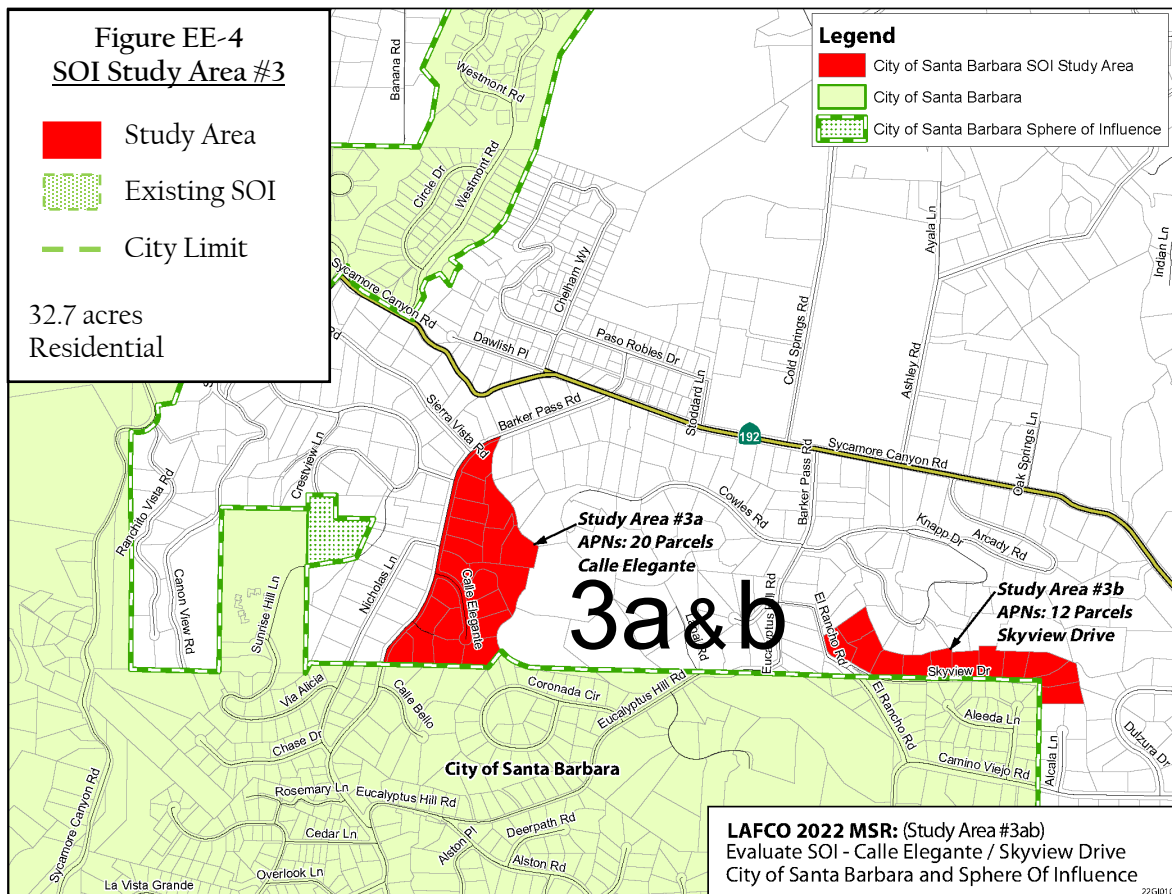 Figure EE-4
SOI Study Area #3
Study Area
Existing SOI
City Limit
32.7 acres
Residential
Legend
City of Santa Barbara SOI Study Area
City of Santa Barbara
City of Santa Barbara Sphere of Influence
Banana Rd
Westmont Rd
Circle Dr
Westmont Rd
Sycamore Canyon Rd
Chelham Wy
Dawlish Pl
Paso Robles Dr
Stoddard Ln
Cold Springs Rd
Ayala Ln
Ashley Rd
Indian Ln
Oak Springs Ln
Rd
Sierra Vista Rd
Barker Pass Rd
192
Sycamore Canyon Rd
Barker Pass Rd
Crestview Ln
Ranchito Vista Rd
Canon View Rd
Sunrise Hill Ln
Nicholas Ln
Calle Elegante
Study Area #3a
APNs: 20 Parcels
Calle Elegante
Cowles Rd
Knapp Dr
Arcady Rd
3a&b
Study Area #3b
APNs: 12 Parcels
Skyview Drive
Eucalyptus Hill Rd
El Rancho Rd
Skyview Dr
Via Alicia
Calle Bello
Coronada Cir
Eucalyptus Hill Rd
El Rancho Rd
Aleeda Ln
Chase Dr
City of Santa Barbara
Camino Viejo Rd
Alcala Ln
Dulzura Dr
Rosemary Ln
Eucalyptus Hill Rd
Cedar Ln
Alston Pl
Deerpath Rd
Alston Rd
Overlook Ln
La Vista Grande
Sycamore Canyon Rd
LAFCO 2022 MSR: (Study Area #3ab)
Evaluate SOI - Calle Elegante / Skyview Drive
City of Santa Barbara and Sphere Of Influence